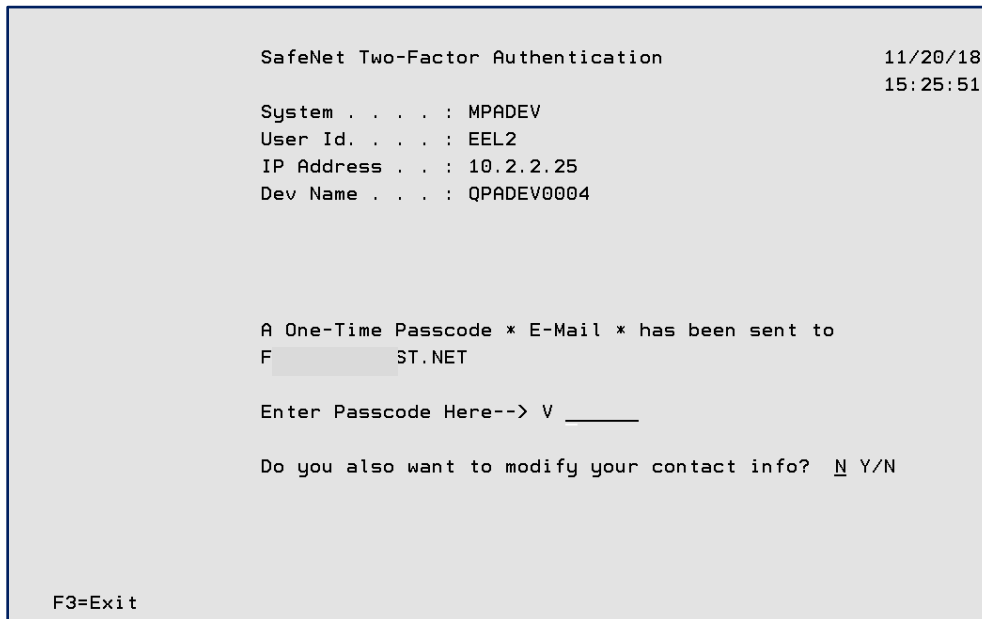 SafeNet Two-Factor Authentication 11/20/18
15:25:51
System . . . . : MPADEV
User Id. . . . : EEL2
IP Address . . : 10.2.2.25
Dev Name . . . : QPADEV0004
A One-Time Passcode * E-Mail * has been sent to
F ST.NET
Enter Passcode Here--> V ______
Do you also want to modify your contact info? N Y/N
F3=Exit